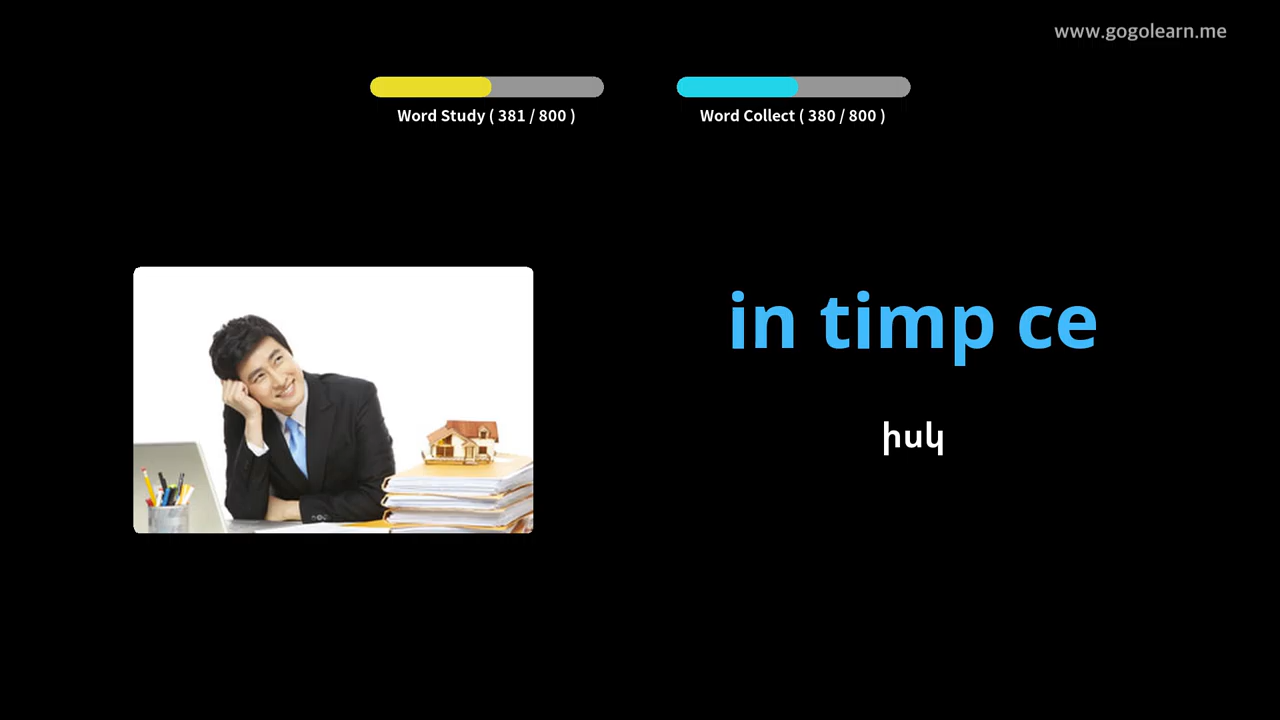 www.gogolearn.me
Word Study ( 381 / 800 )
Word Collect ( 380 / 800 )
in timp ce
իսկ